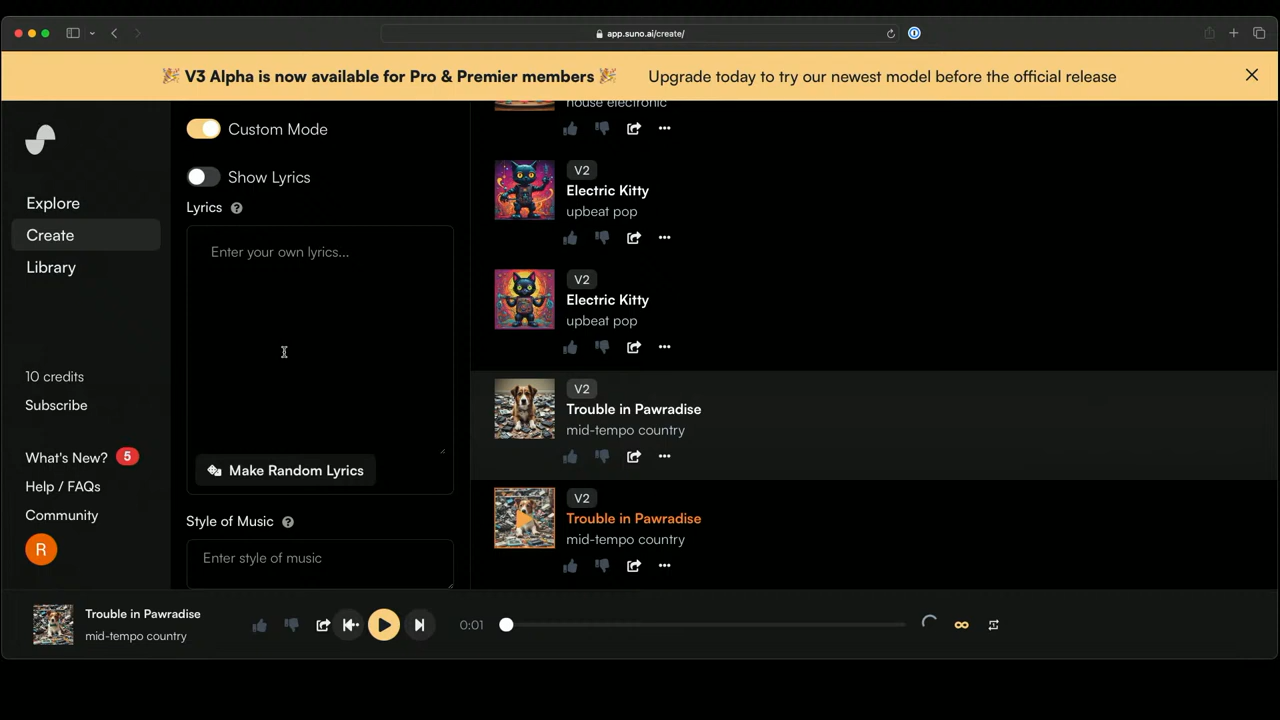 app.suno.ai/create/
V3 Alpha is now available for Pro & Premier members
Upgrade today to try our newest model before the official release
Explore
Create
Library
10 credits
Subscribe
What's New? 5
Help / FAQs
Community
R
Custom Mode
Show Lyrics
Lyrics ?
Enter your own lyrics...
Make Random Lyrics
Style of Music ?
Enter style of music
house electronic
V2
Electric Kitty
upbeat pop
V2
Electric Kitty
upbeat pop
V2
Trouble in Pawradise
mid-tempo country
V2
Trouble in Pawradise
mid-tempo country
Trouble in Pawradise
mid-tempo country
0:01